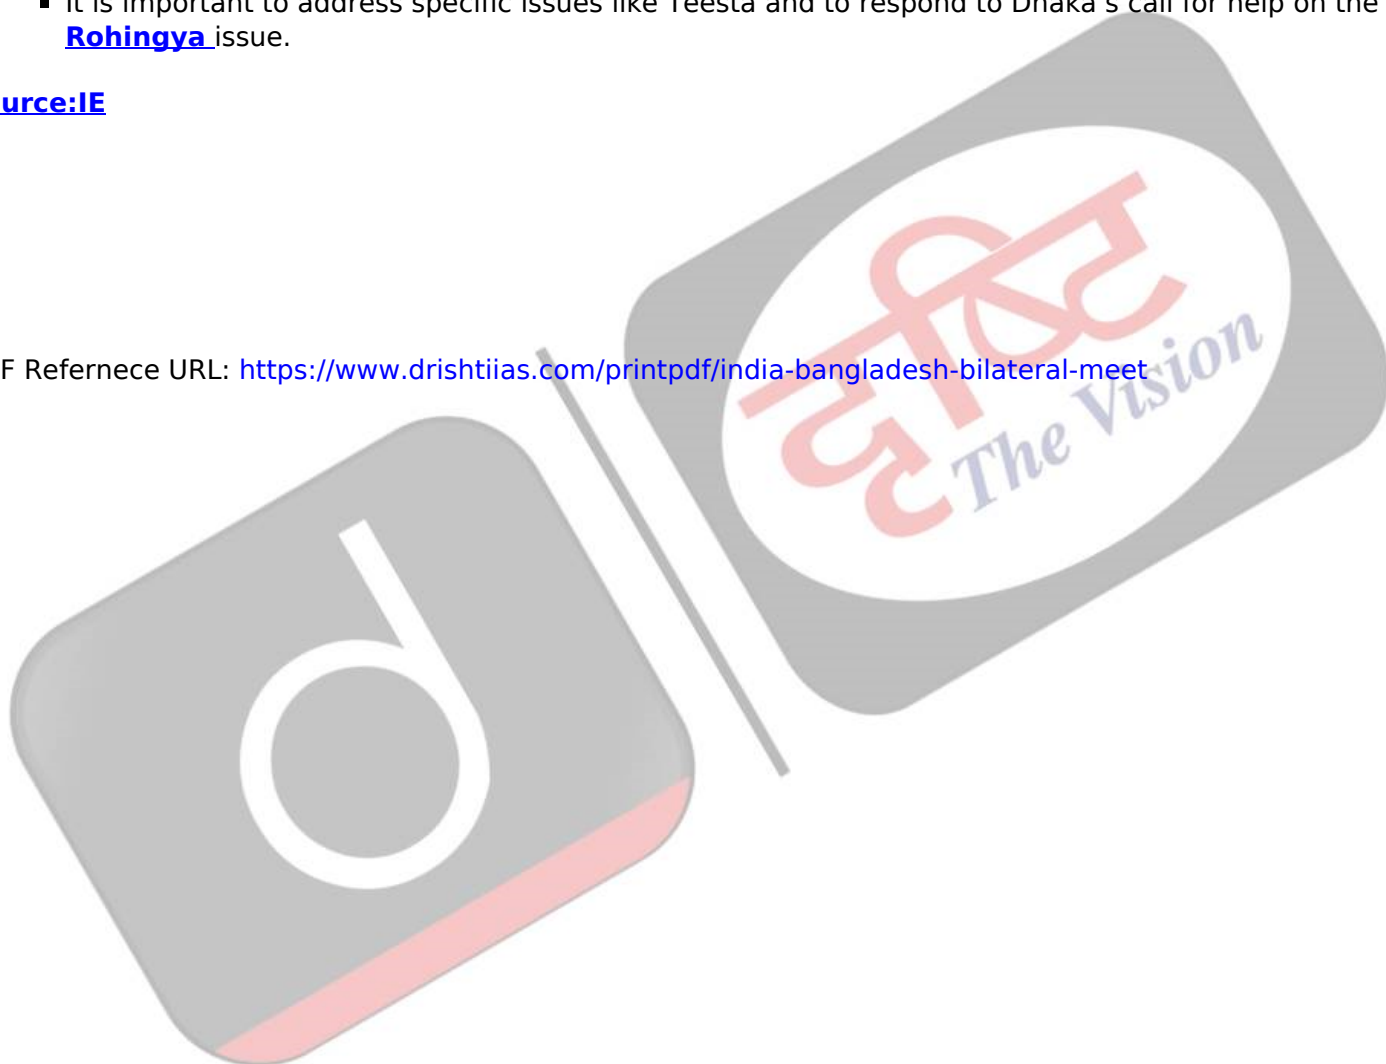 It is important to address specific issues like Teesta and to respond to Dhaka's call for help on the
Rohingya issue.
urce:IE
F Refernece URL: https://www.drishtiias.com/printpdf/india-bangladesh-bilateral-meet
दृष्टि
The Vision
d